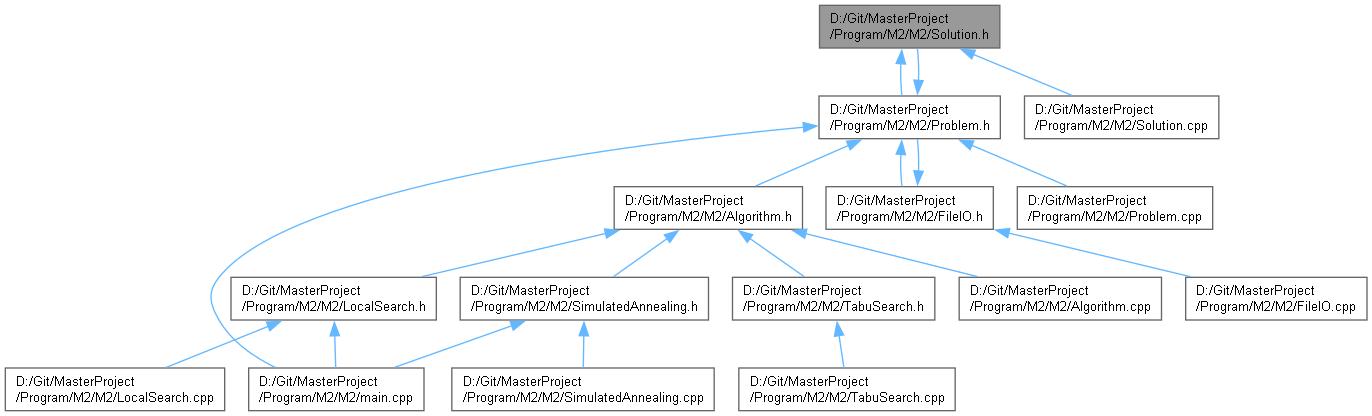 D:/Git/MasterProject
/Program/M2/M2/Solution.h
D:/Git/MasterProject
/Program/M2/M2/Problem.h
D:/Git/MasterProject
/Program/M2/M2/Solution.cpp
D:/Git/MasterProject
/Program/M2/M2/Algorithm.h
D:/Git/MasterProject
/Program/M2/M2/FileIO.h
D:/Git/MasterProject
/Program/M2/M2/Problem.cpp
D:/Git/MasterProject
/Program/M2/M2/LocalSearch.h
D:/Git/MasterProject
/Program/M2/M2/SimulatedAnnealing.h
D:/Git/MasterProject
/Program/M2/M2/TabuSearch.h
D:/Git/MasterProject
/Program/M2/M2/Algorithm.cpp
D:/Git/MasterProject
/Program/M2/M2/FileIO.cpp
D:/Git/MasterProject
/Program/M2/M2/LocalSearch.cpp
D:/Git/MasterProject
/Program/M2/M2/main.cpp
D:/Git/MasterProject
/Program/M2/M2/SimulatedAnnealing.cpp
D:/Git/MasterProject
/Program/M2/M2/TabuSearch.cpp